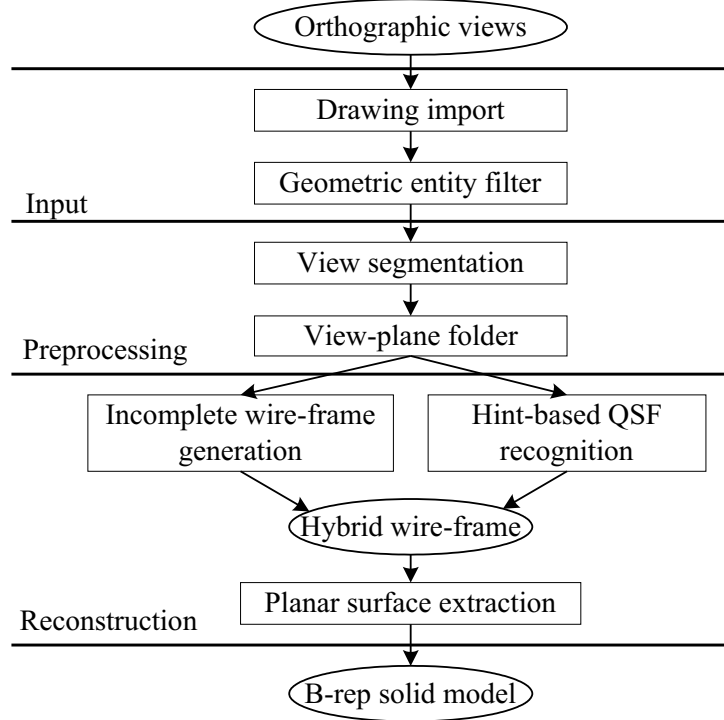 Orthographic views
Drawing import
Geometric entity filter
Input
View segmentation
View-plane folder
Preprocessing
Incomplete wire-frame
generation
Hint-based QSF
recognition
Hybrid wire-frame
Planar surface extraction
Reconstruction
B-rep solid model